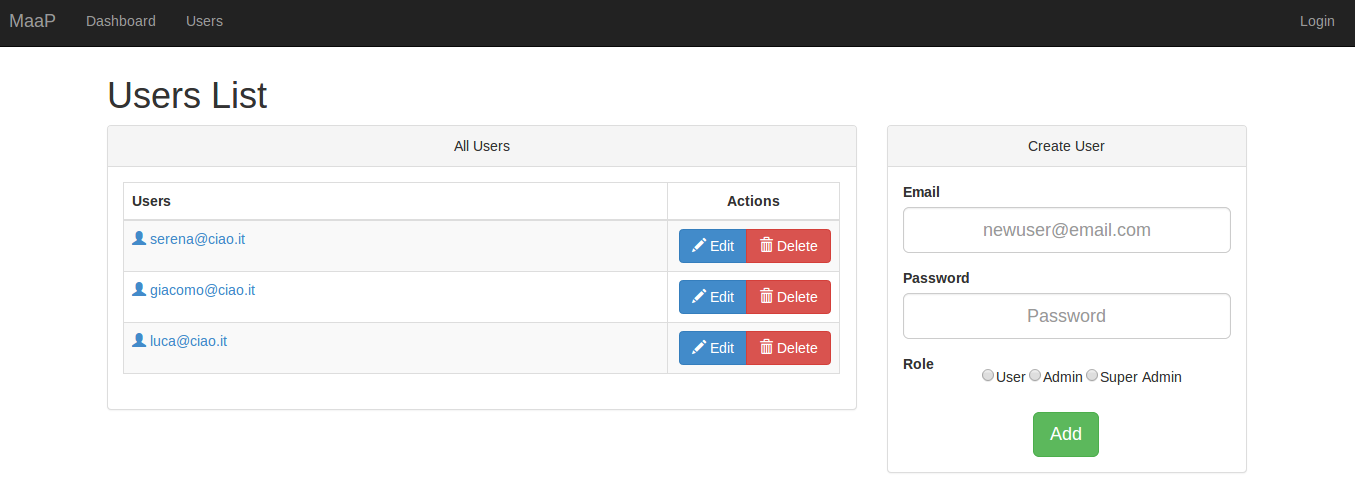 MaaP Dashboard Users Login
Users List
All Users
Users Actions
serena@ciao.it Edit Delete
giacomo@ciao.it Edit Delete
luca@ciao.it Edit Delete
Create User
Email
newuser@email.com
Password
Password
Role User Admin Super Admin
Add